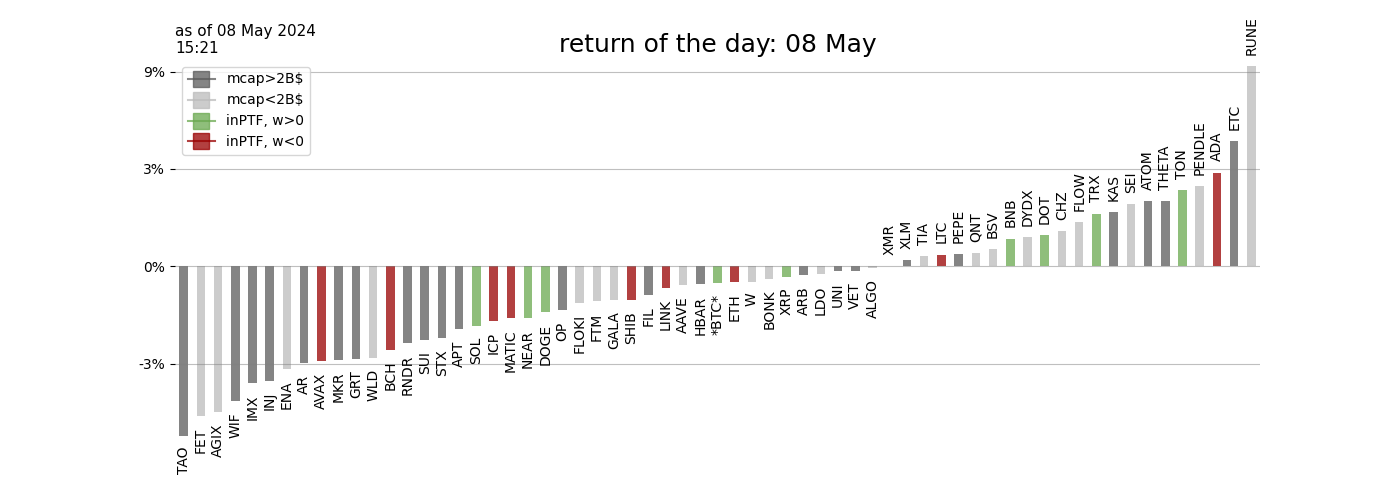 as of 08 May 2024
15:21
return of the day: 08 May
mcap>2B$
mcap<2B$
inPTF, w>0
inPTF, w<0
9%
3%
0%
-3%
TAO
FET
AGIX
WIF
IMX
INJ
ENA
AR
AVAX
MKR
GRT
WLD
BCH
RNDR
SUI
STX
APT
SOL
ICP
MATIC
NEAR
DOGE
OP
FLOKI
FTM
GALA
SHIB
FIL
LINK
AAVE
HBAR
*BTC*
ETH
W
BONK
XRP
ARB
LDO
UNI
VET
ALGO
XMR
XLM
TIA
LTC
PEPE
QNT
BSV
BNB
DYDX
DOT
CHZ
FLOW
TRX
KAS
SEI
ATOM
THETA
TON
PENDLE
ADA
ETC
RUNE